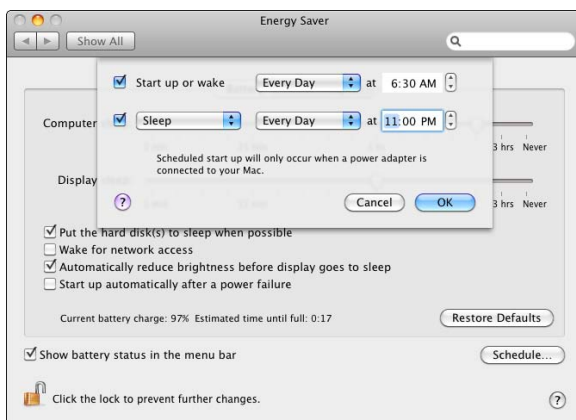 Energy Saver
Show All
Start up or wake Every Day at 6:30 AM
Computer Sleep Every Day at 11:00 PM
3 hrs Never
Scheduled start up will only occur when a power adapter is
connected to your Mac.
Display
3 hrs Never
? Cancel OK
Put the hard disk(s) to sleep when possible
Wake for network access
Automatically reduce brightness before display goes to sleep
Start up automatically after a power failure
Current battery charge: 97% Estimated time until full: 0:17 Restore Defaults
Show battery status in the menu bar Schedule...
Click the lock to prevent further changes. ?